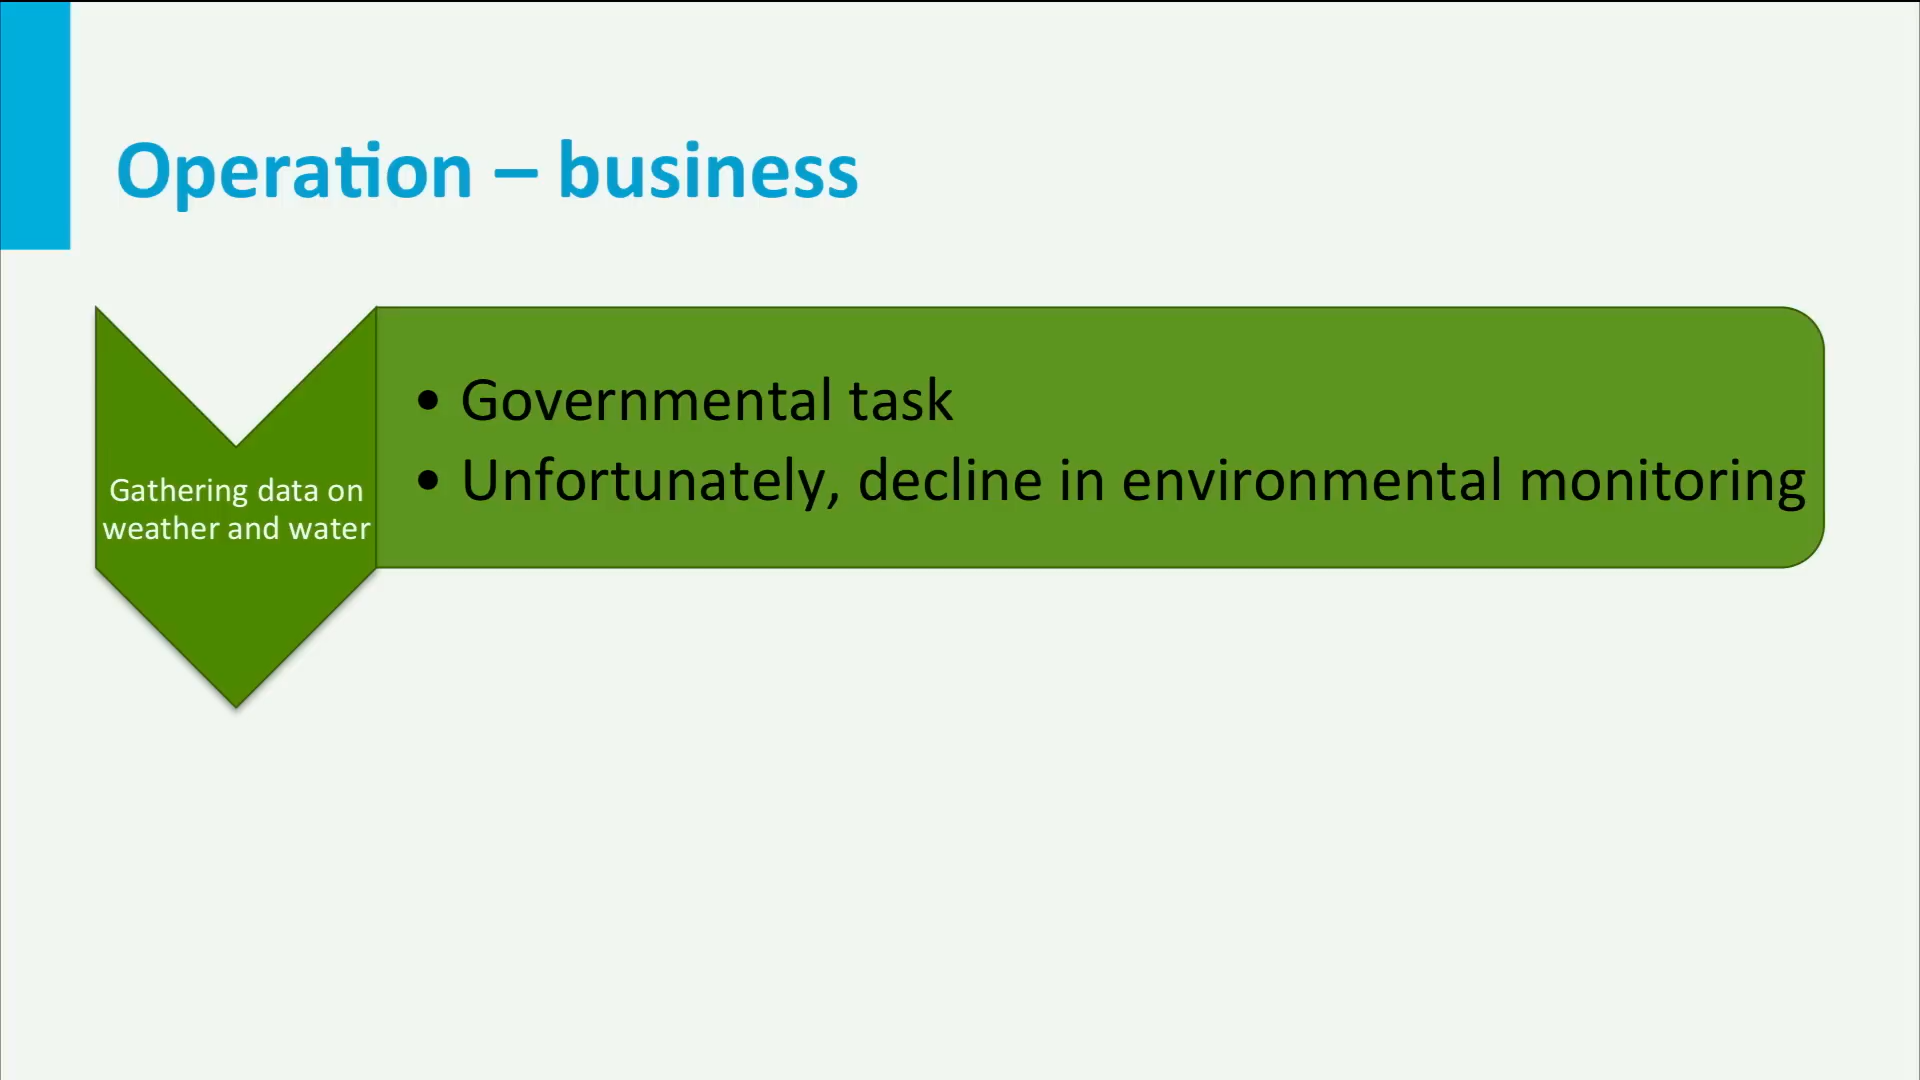 Operation – business
Gathering data on
weather and water
• Governmental task
• Unfortunately, decline in environmental monitoring